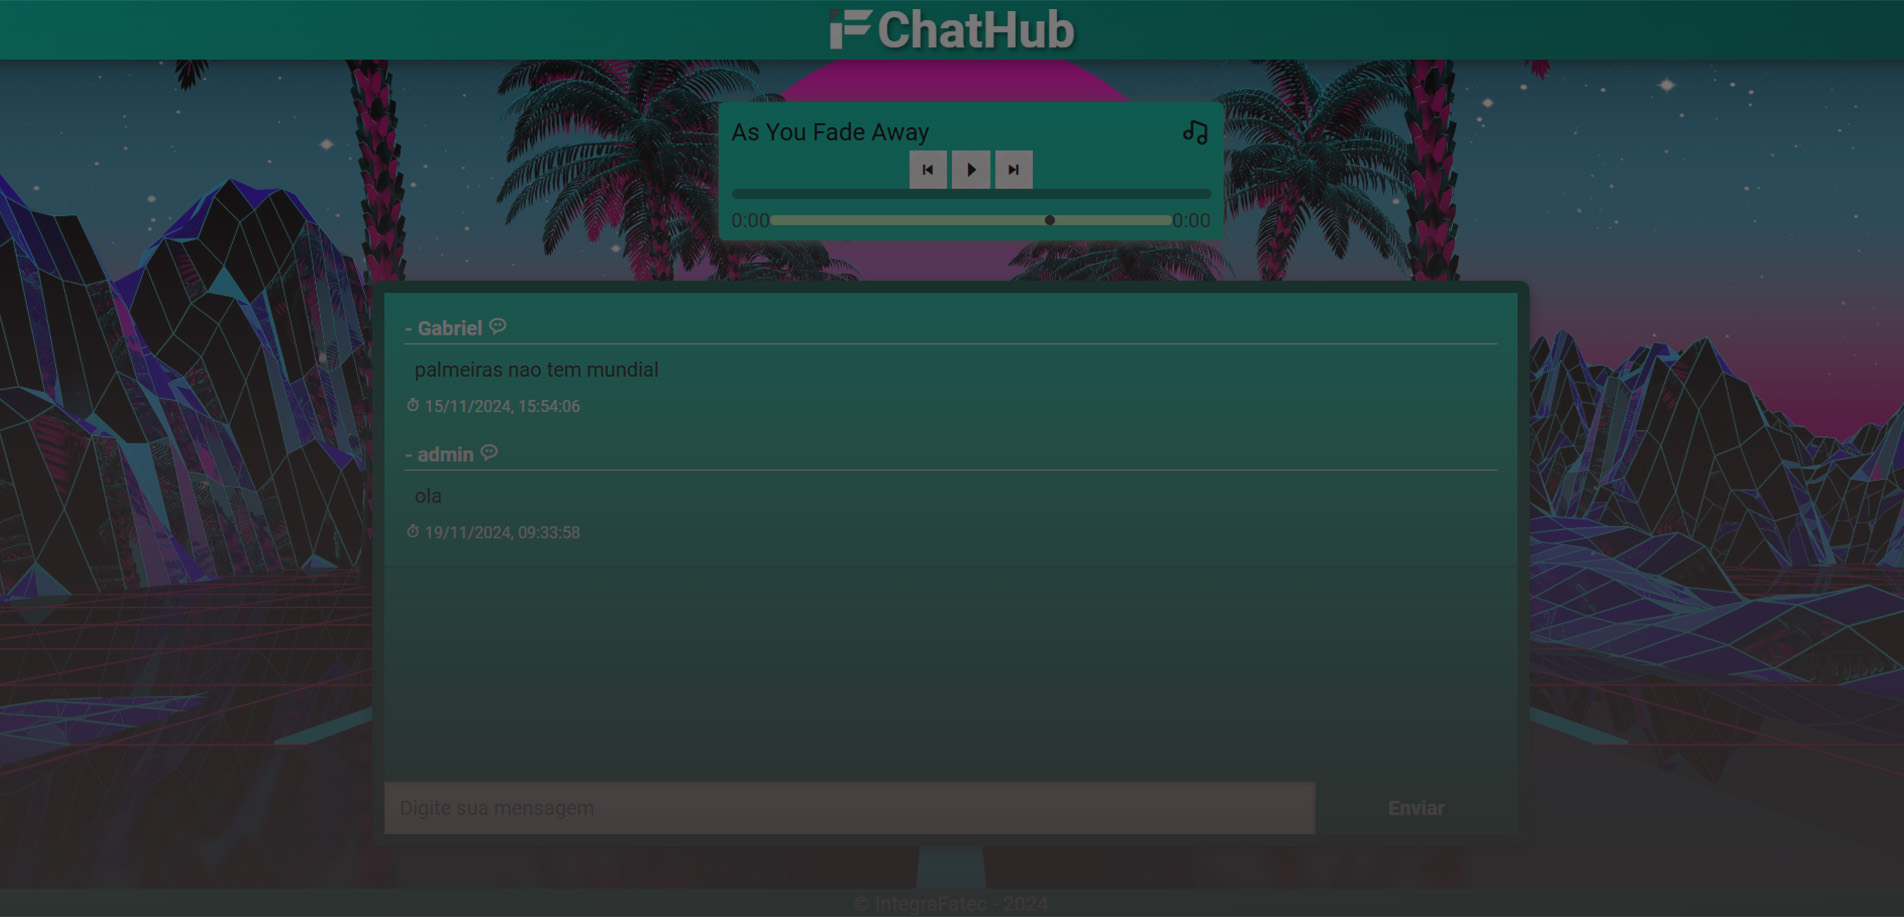 ChatHub
As You Fade Away
0:00 0:00
- Gabriel
palmeiras nao tem mundial
15/11/2024, 15:54:06
- admin
ola
19/11/2024, 09:33:58
Digite sua mensagem
Enviar
© IntegraFatec - 2024